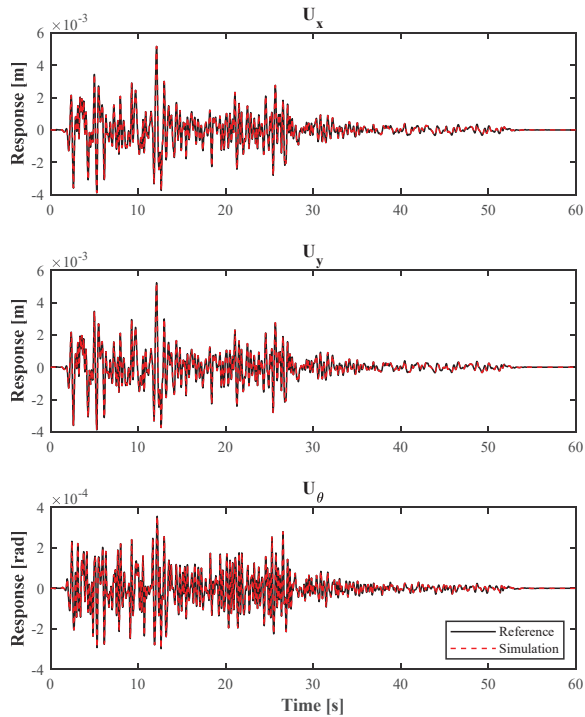 U_x
×10^-3
6
4
2
0
-2
-4
Response [m]
0 10 20 30 40 50 60
U_y
×10^-3
6
4
2
0
-2
-4
Response [m]
0 10 20 30 40 50 60
U_θ
×10^-4
4
2
0
-2
-4
Response [rad]
Reference
Simulation
0 10 20 30 40 50 60
Time [s]